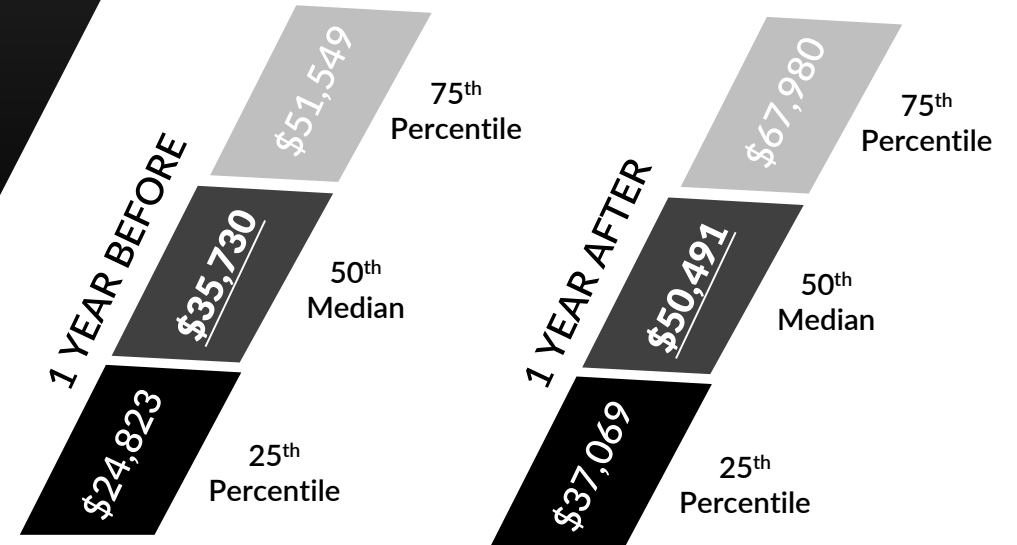 1 YEAR BEFORE
$51,549
75th
Percentile
$35,730
50th
Median
$24,823
25th
Percentile
1 YEAR AFTER
$67,980
75th
Percentile
$50,491
50th
Median
$37,069
25th
Percentile